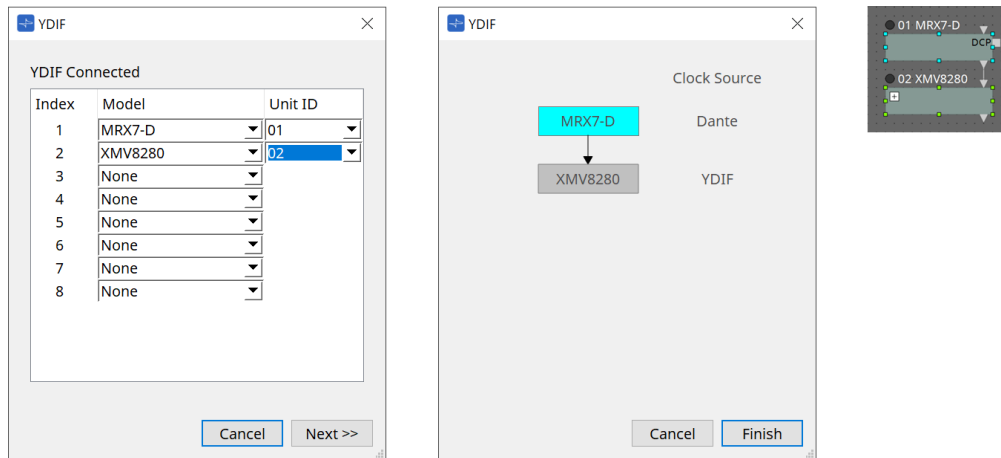 YDIF
YDIF Connected
Index Model Unit ID
1 MRX7-D 01
2 XMV8280 02
3 None
4 None
5 None
6 None
7 None
8 None
Cancel Next >>
YDIF
Clock Source
MRX7-D Dante
XMV8280 YDIF
Cancel Finish
01 MRX7-D
DCP
02 XMV8280